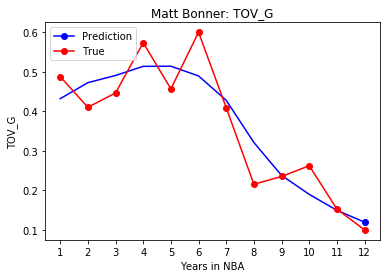 Matt Bonner: TOV_G
Prediction
True
TOV_G
0.6
0.5
0.4
0.3
0.2
0.1
1 2 3 4 5 6 7 8 9 10 11 12
Years in NBA